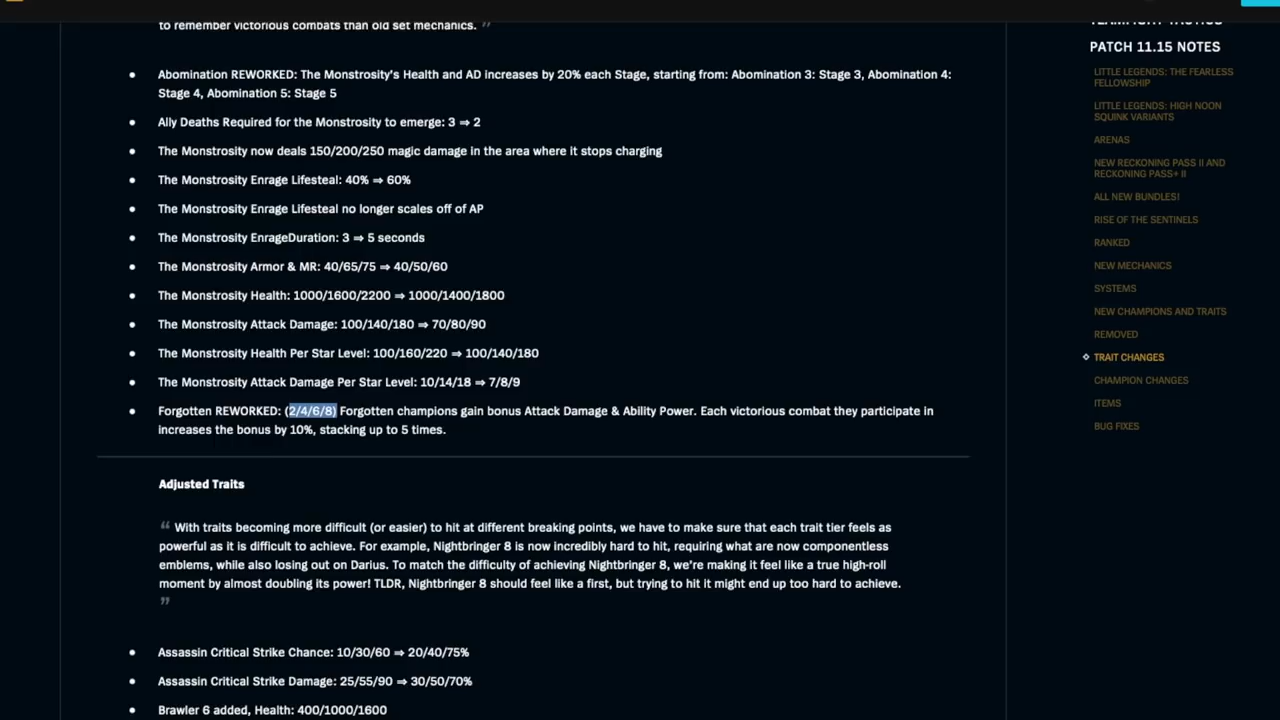 to remember victorious combats than old set mechanics. ”
• Abomination REWORKED: The Monstrosity's Health and AD increases by 20% each Stage, starting from: Abomination 3: Stage 3, Abomination 4:
Stage 4, Abomination 5: Stage 5
• Ally Deaths Required for the Monstrosity to emerge: 3 ⇒ 2
• The Monstrosity now deals 150/200/250 magic damage in the area where it stops charging
• The Monstrosity Enrage Lifesteal: 40% ⇒ 60%
• The Monstrosity Enrage Lifesteal no longer scales off of AP
• The Monstrosity EnrageDuration: 3 ⇒ 5 seconds
• The Monstrosity Armor & MR: 40/65/75 ⇒ 40/50/60
• The Monstrosity Health: 1000/1600/2200 ⇒ 1000/1400/1800
• The Monstrosity Attack Damage: 100/140/180 ⇒ 70/80/90
• The Monstrosity Health Per Star Level: 100/160/220 ⇒ 100/140/180
• The Monstrosity Attack Damage Per Star Level: 10/14/18 ⇒ 7/8/9
• Forgotten REWORKED: (2/4/6/8) Forgotten champions gain bonus Attack Damage & Ability Power. Each victorious combat they participate in
increases the bonus by 10%, stacking up to 5 times.
Adjusted Traits
“ With traits becoming more difficult (or easier) to hit at different breaking points, we have to make sure that each trait tier feels as
powerful as it is difficult to achieve. For example, Nightbringer 8 is now incredibly hard to hit, requiring what are now componentless
emblems, while also losing out on Darius. To match the difficulty of achieving Nightbringer 8, we're making it feel like a true high-roll
moment by almost doubling its power! TLDR, Nightbringer 8 should feel like a first, but trying to hit it might end up too hard to achieve.
”
• Assassin Critical Strike Chance: 10/30/60 ⇒ 20/40/75%
• Assassin Critical Strike Damage: 25/55/90 ⇒ 30/50/70%
• Brawler 6 added, Health: 400/1000/1600
TEAMFIGHT TACTICS
PATCH 11.15 NOTES
LITTLE LEGENDS: THE FEARLESS
FELLOWSHIP
LITTLE LEGENDS: HIGH NOON
SQUINK VARIANTS
ARENAS
NEW RECKONING PASS II AND
RECKONING PASS+ II
ALL NEW BUNDLES!
RISE OF THE SENTINELS
RANKED
NEW MECHANICS
SYSTEMS
NEW CHAMPIONS AND TRAITS
REMOVED
TRAIT CHANGES
CHAMPION CHANGES
ITEMS
BUG FIXES